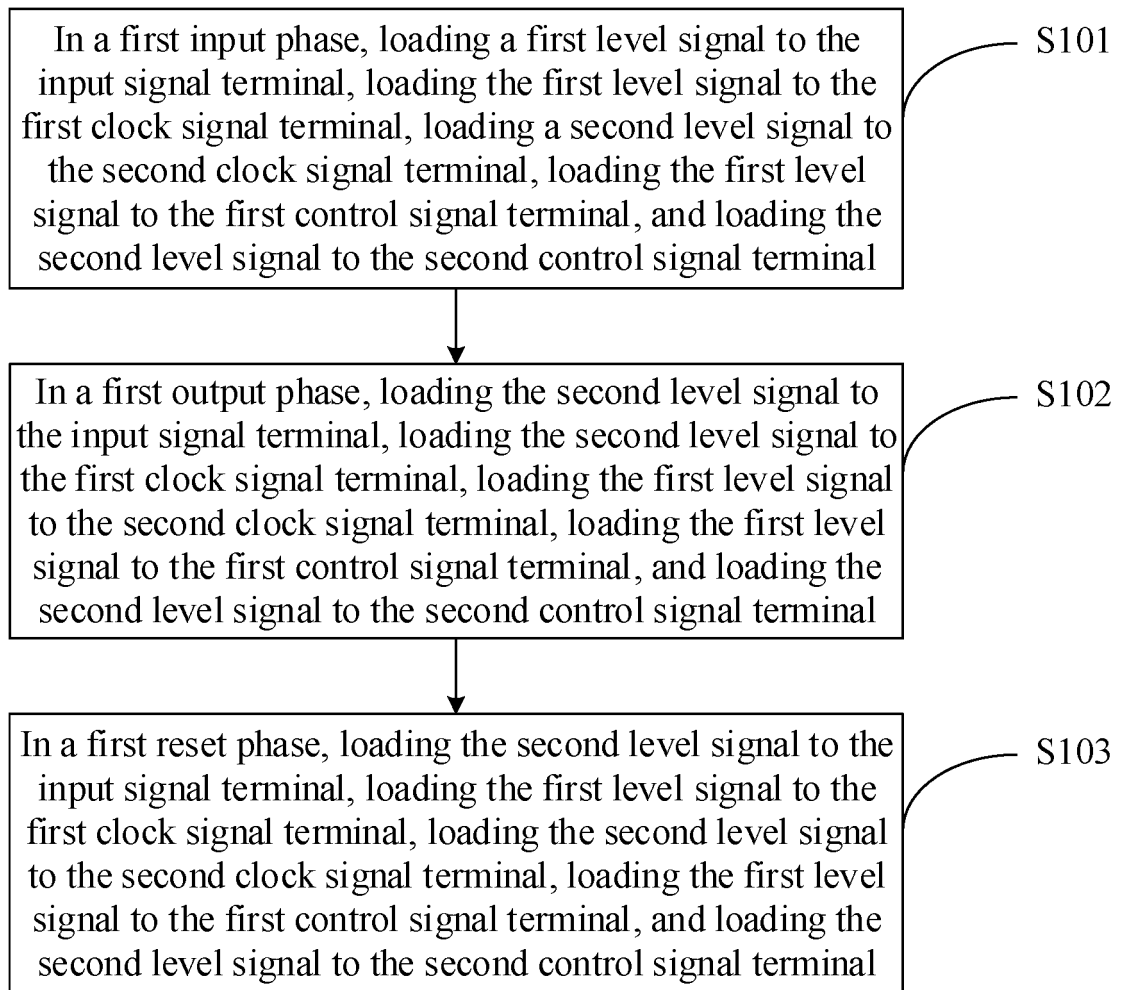 In a first input phase, loading a first level signal to the
input signal terminal, loading the first level signal to the
first clock signal terminal, loading a second level signal to
the second clock signal terminal, loading the first level
signal to the first control signal terminal, and loading the
second level signal to the second control signal terminal
S101
In a first output phase, loading the second level signal to
the input signal terminal, loading the second level signal to
the first clock signal terminal, loading the first level signal
to the second clock signal terminal, loading the first level
signal to the first control signal terminal, and loading the
second level signal to the second control signal terminal
S102
In a first reset phase, loading the second level signal to the
input signal terminal, loading the first level signal to the
first clock signal terminal, loading the second level signal
to the second clock signal terminal, loading the first level
signal to the first control signal terminal, and loading the
second level signal to the second control signal terminal
S103